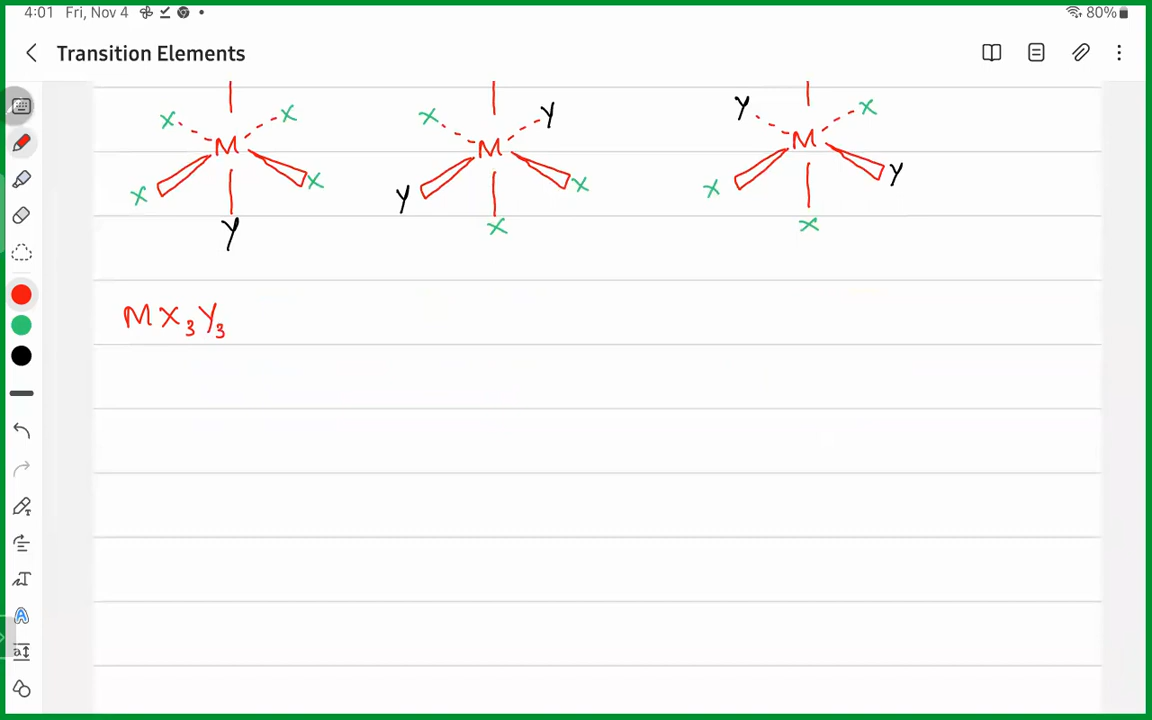 4:01 Fri, Nov 4 80%
Transition Elements
X X X Y Y X
M M M
X X Y X X Y
Y X X
MX₃Y₃